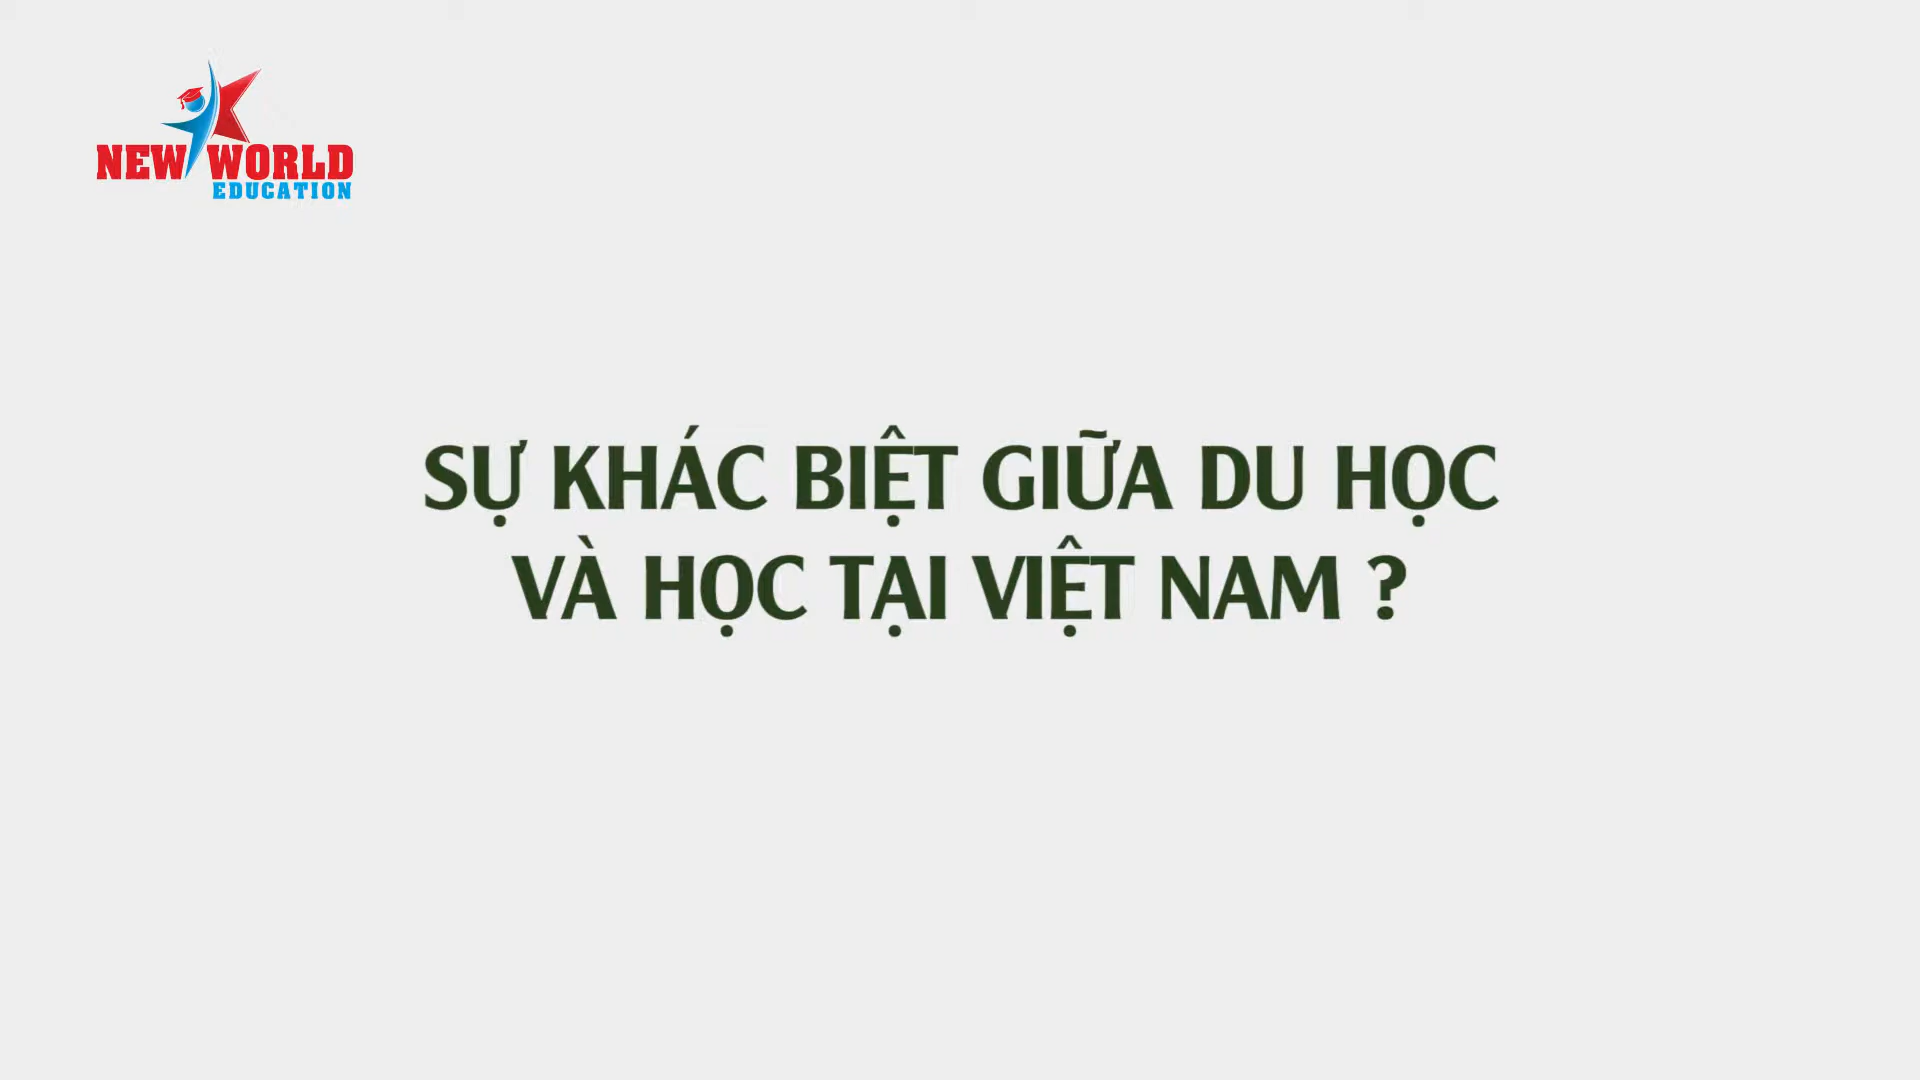 NEW WORLD
EDUCATION
SỰ KHÁC BIỆT GIỮA DU HỌC
VÀ HỌC TẠI VIỆT NAM ?